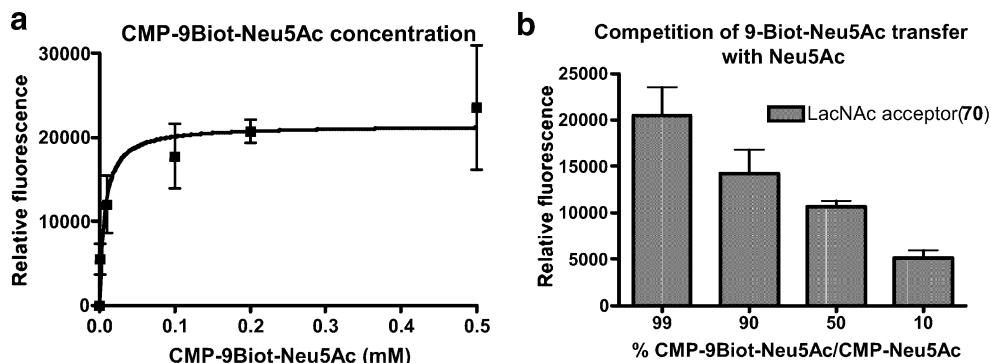 a
CMP-9Biot-Neu5Ac concentration
Relative fluorescence
30000
20000
10000
0
0.0 0.1 0.2 0.3 0.4 0.5
CMP-9Biot-Neu5Ac (mM)
b
Competition of 9-Biot-Neu5Ac transfer
with Neu5Ac
Relative fluorescence
25000
20000
15000
10000
5000
0
LacNAc acceptor(70)
99 90 50 10
% CMP-9Biot-Neu5Ac/CMP-Neu5Ac